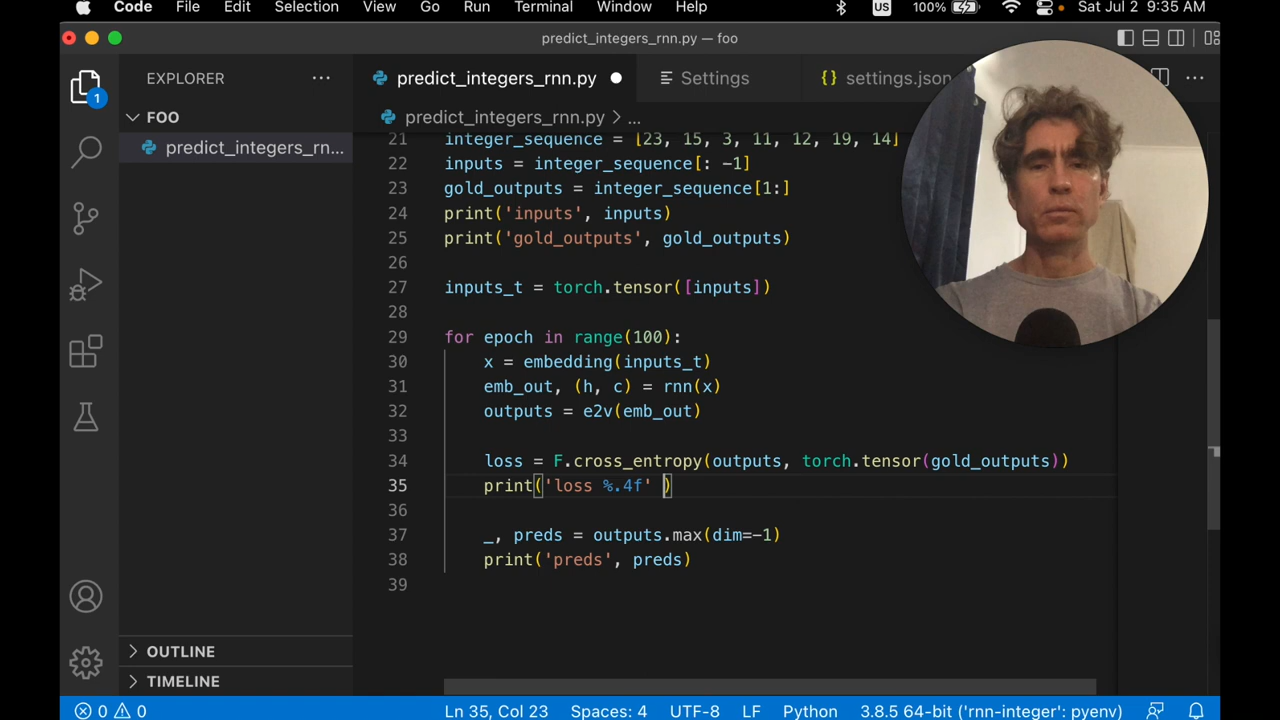 Code File Edit Selection View Go Run Terminal Window Help US 100% Sat Jul 2 9:35 AM
predict_integers_rnn.py — foo
EXPLORER ···
predict_integers_rnn.py
Settings
settings.json
···
FOO
predict_integers_rnn.py > ...
1
predict_integers_rn...
21 integer_sequence = [23, 15, 3, 11, 12, 19, 14]
22 inputs = integer_sequence[: -1]
23 gold_outputs = integer_sequence[1:]
24 print('inputs', inputs)
25 print('gold_outputs', gold_outputs)
26
27 inputs_t = torch.tensor([inputs])
28
29 for epoch in range(100):
30     x = embedding(inputs_t)
31     emb_out, (h, c) = rnn(x)
32     outputs = e2v(emb_out)
33
34     loss = F.cross_entropy(outputs, torch.tensor(gold_outputs))
35     print('loss %.4f' )
36
37     _, preds = outputs.max(dim=-1)
38     print('preds', preds)
39
OUTLINE
TIMELINE
0 0 Ln 35, Col 23 Spaces: 4 UTF-8 LF Python 3.8.5 64-bit ('rnn-integer': pyenv)